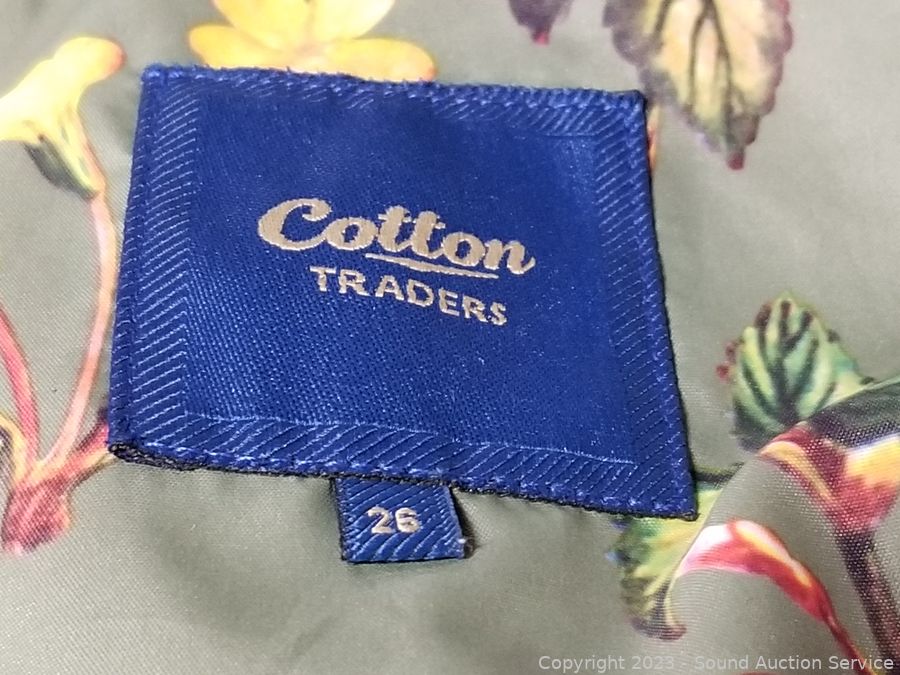 Cotton
TRADERS
26
Copyright 2023 - Sound Auction Service